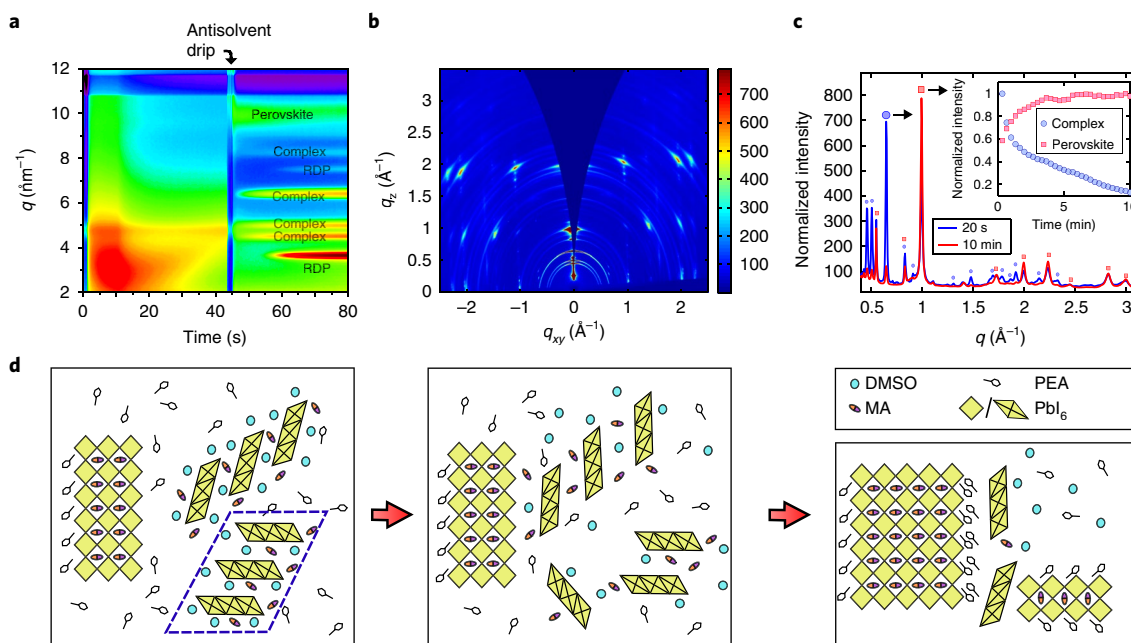 a
Antisolvent
drip
12
10
8
6
4
2
q (nm⁻¹)
Perovskite
Complex
RDP
Complex
Complex
Complex
RDP
0 20 40 60 80
Time (s)
b
3
2.5
2
1.5
1
0.5
0
q_z (Å⁻¹)
−2 −1 0 1 2
q_xy (Å⁻¹)
700
600
500
400
300
200
100
c
800
700
600
500
400
300
200
100
Normalized intensity
1
0.8
0.6
0.4
0.2
Normalized intensity
Complex
Perovskite
0 5 10
Time (min)
20 s
10 min
0.5 1 1.5 2 2.5 3
q (Å⁻¹)
d
DMSO PEA
MA / PbI₆